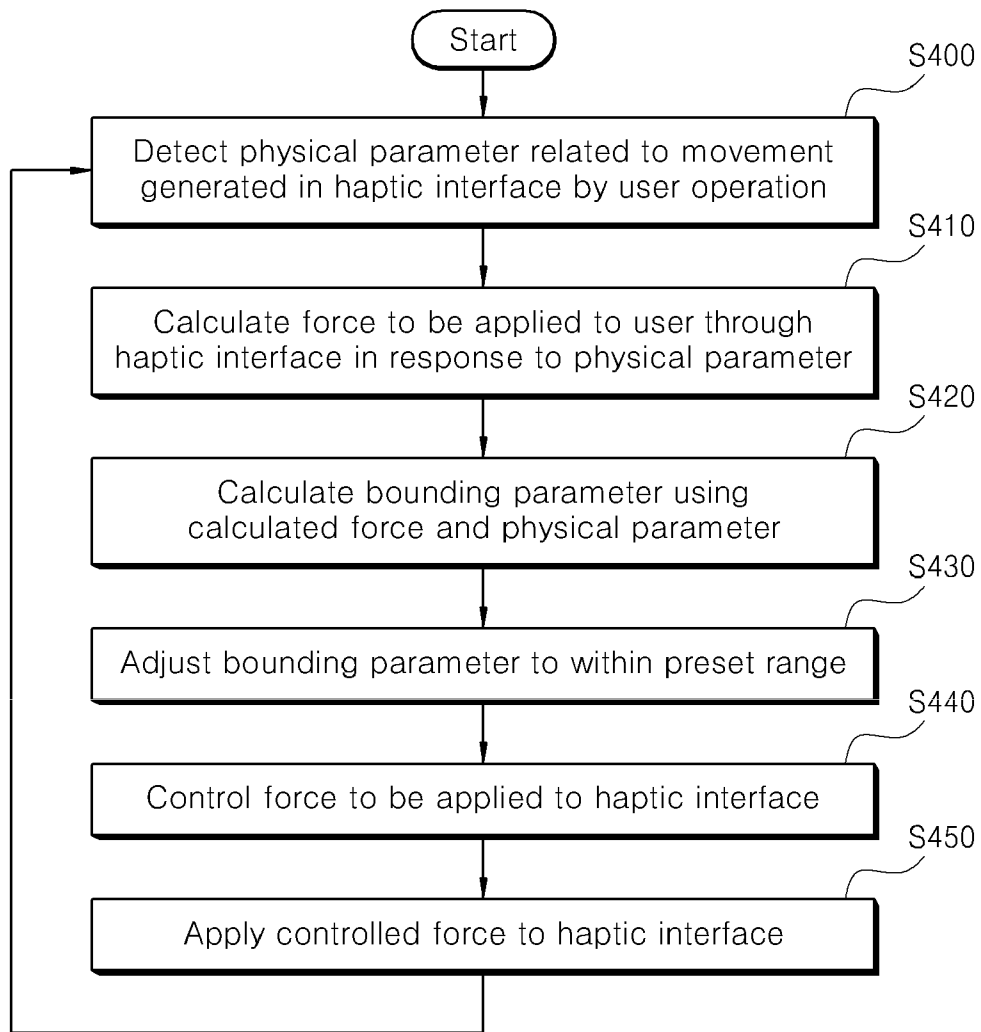 Start
S400
Detect physical parameter related to movement
generated in haptic interface by user operation
S410
Calculate force to be applied to user through
haptic interface in response to physical parameter
S420
Calculate bounding parameter using
calculated force and physical parameter
S430
Adjust bounding parameter to within preset range
S440
Control force to be applied to haptic interface
S450
Apply controlled force to haptic interface